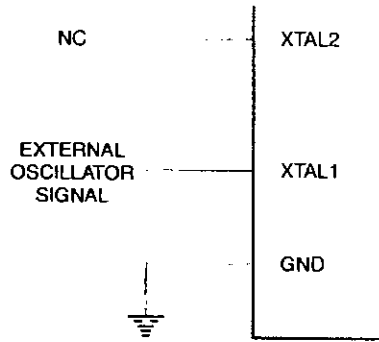 NC
XTAL2
EXTERNAL
OSCILLATOR
SIGNAL
XTAL1
GND